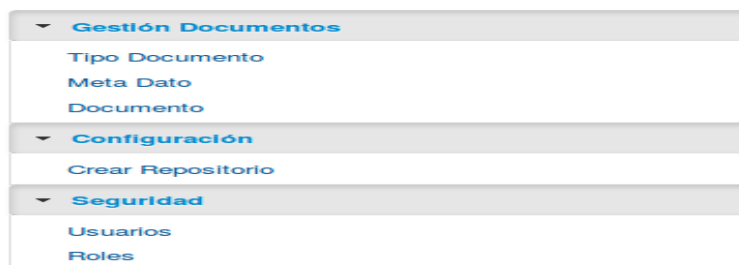 Gestión Documentos
Tipo Documento
Meta Dato
Documento
Configuración
Crear Repositorio
Seguridad
Usuarios
Roles